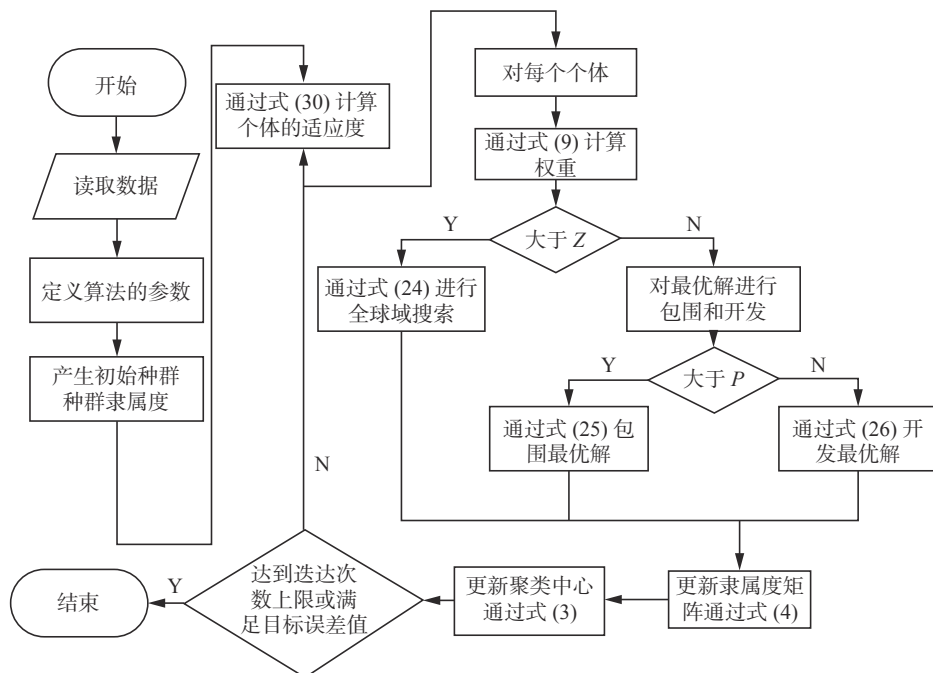 开始
读取数据
定义算法的参数
产生初始种群
种群隶属度
通过式 (30) 计算
个体的适应度
对每个个体
通过式 (9) 计算
权重
大于 Z
Y
N
通过式 (24) 进行
全球域搜索
对最优解进行
包围和开发
大于 P
Y
N
通过式 (25) 包
围最优解
通过式 (26) 开
发最优解
更新隶属度矩
阵通过式 (4)
更新聚类中心
通过式 (3)
达到迭达次
数上限或满
足目标误差值
N
Y
结束